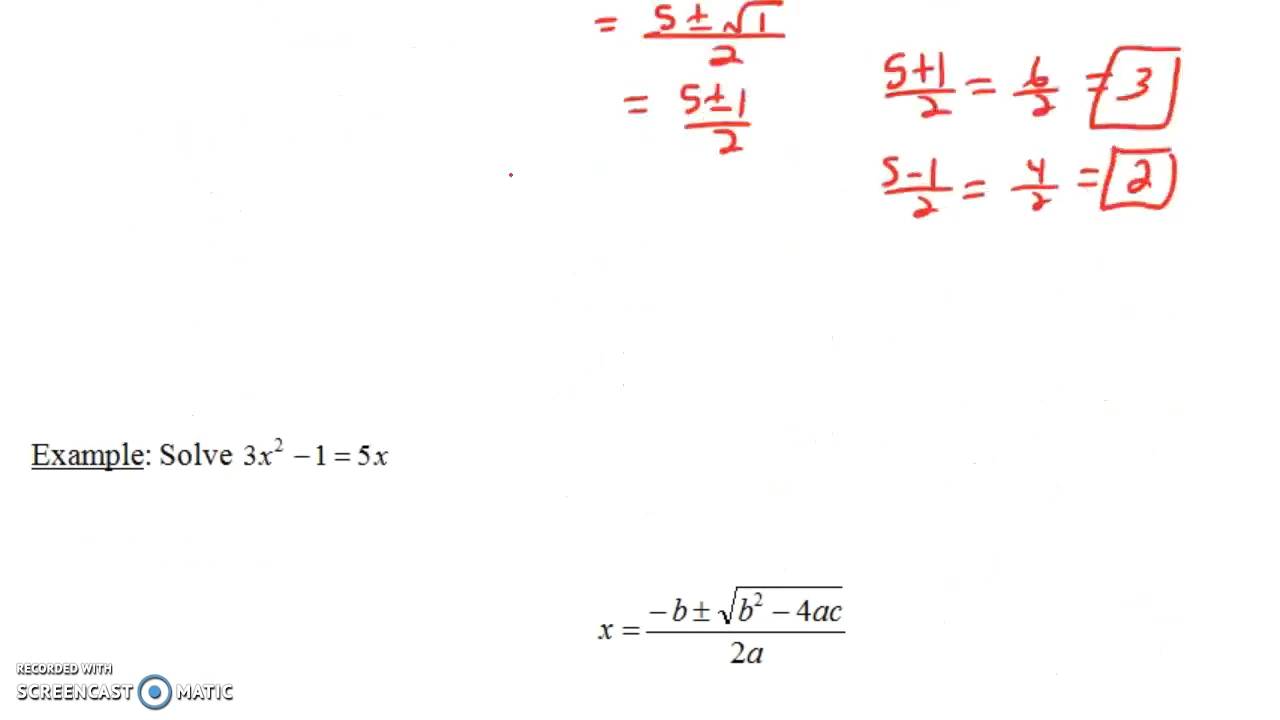 = 5 ± √1 / 2
= 5 ± 1 / 2
5+1 / 2 = 6 / 2 = 3
5-1 / 2 = 4 / 2 = 2
Example: Solve 3x² − 1 = 5x
x = −b ± √(b² − 4ac) / 2a
RECORDED WITH
SCREENCAST MATIC